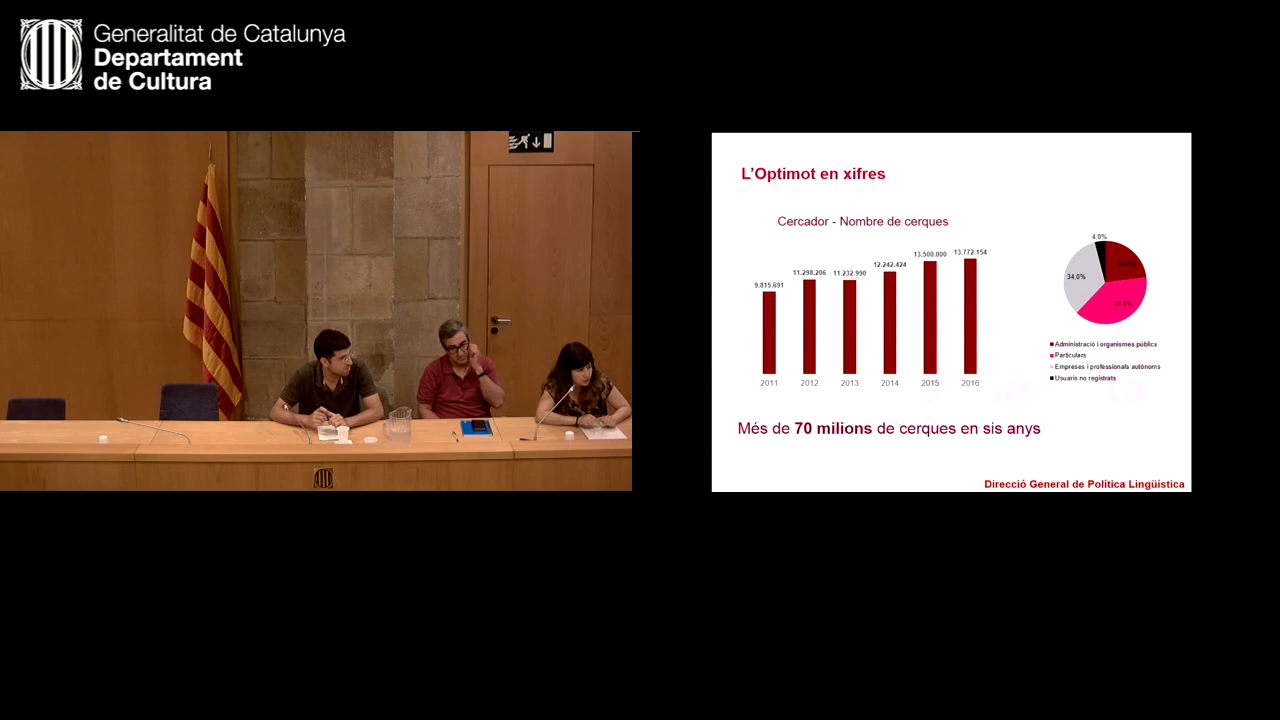 Generalitat de Catalunya
Departament
de Cultura
L'Optimot en xifres
Cercador - Nombre de cerques
9.815.691
11.298.206
11.232.990
12.242.424
13.500.000
13.772.154
2011 2012 2013 2014 2015 2016
4,0%
34,0%
Administració i organismes públics
Particulars
Empreses i professionals autònoms
Usuaris no registrats
Més de 70 milions de cerques en sis anys
Direcció General de Política Lingüística